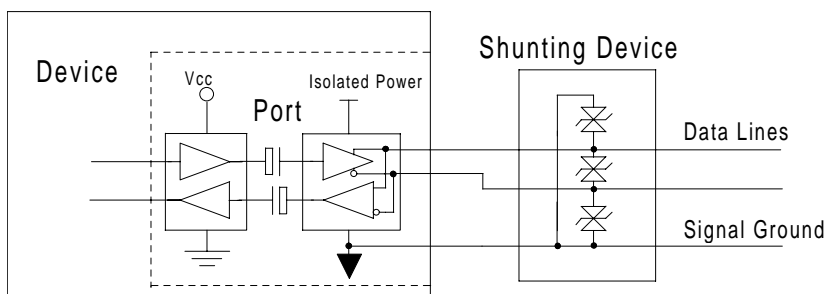 Shunting Device
Device
Vcc
Isolated Power
Port
Data Lines
Signal Ground